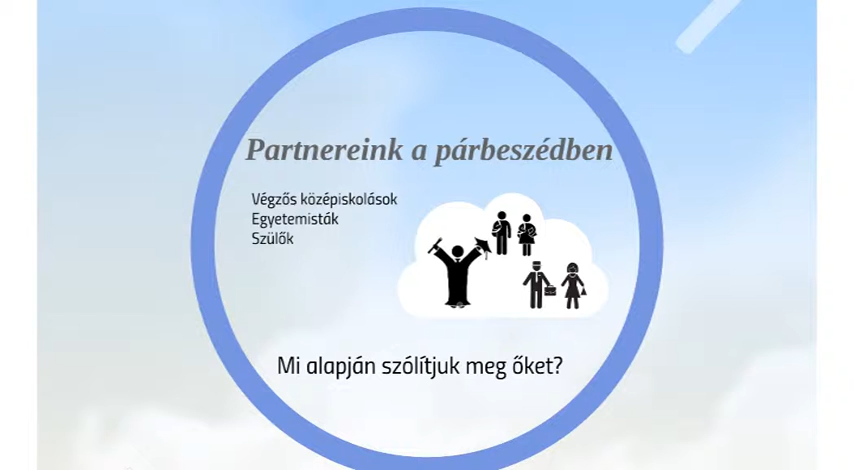 Partnereink a párbeszédben
Végzős középiskolások
Egyetemisták
Szülők
Mi alapján szólítjuk meg őket?